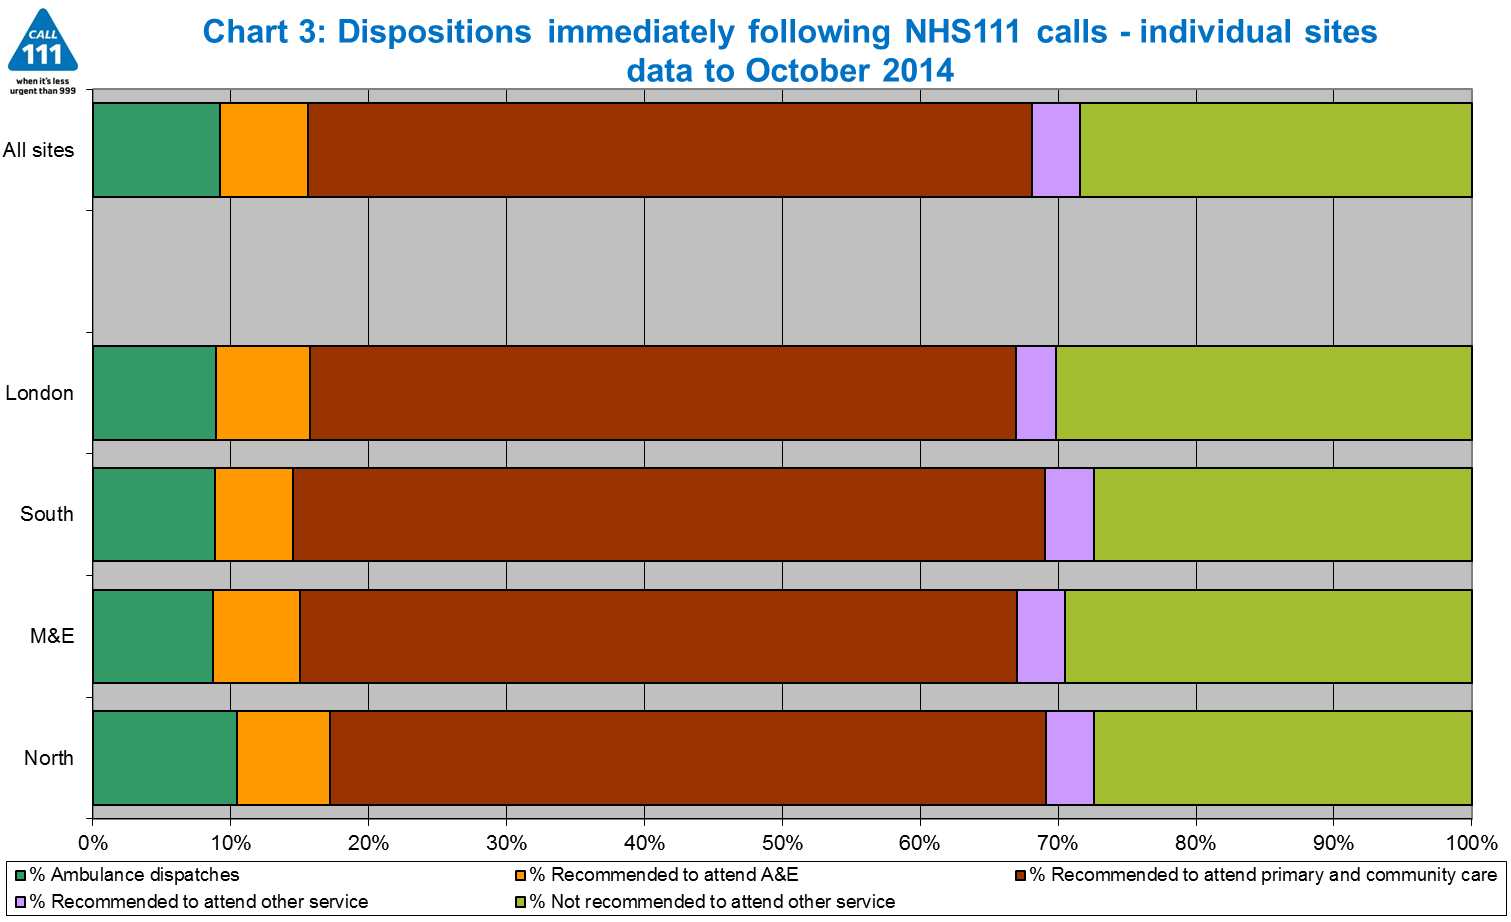 CALL
111
when it's less
urgent than 999
Chart 3: Dispositions immediately following NHS111 calls - individual sites
data to October 2014
All sites
London
South
M&E
North
0% 10% 20% 30% 40% 50% 60% 70% 80% 90% 100%
% Ambulance dispatches % Recommended to attend A&E % Recommended to attend primary and community care
% Recommended to attend other service % Not recommended to attend other service